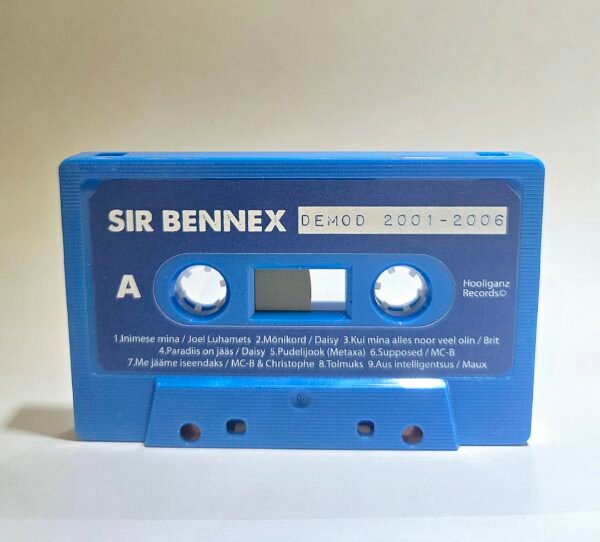 SIR BENNEX DEMOD 2001-2006
A
Hooliganz
Records©
1.Inimese mina / Joel Luhamets 2.Mõnikord / Daisy 3.Kui mina alles noor veel olin / Brit
4.Paradiis on jääs / Daisy 5.Pudelijook (Metaxa) 6.Supposed / MC-B
7.Me jääme iseendaks / MC-B & Christophe 8.Tolmuks 9.Aus intelligentsus / Maux